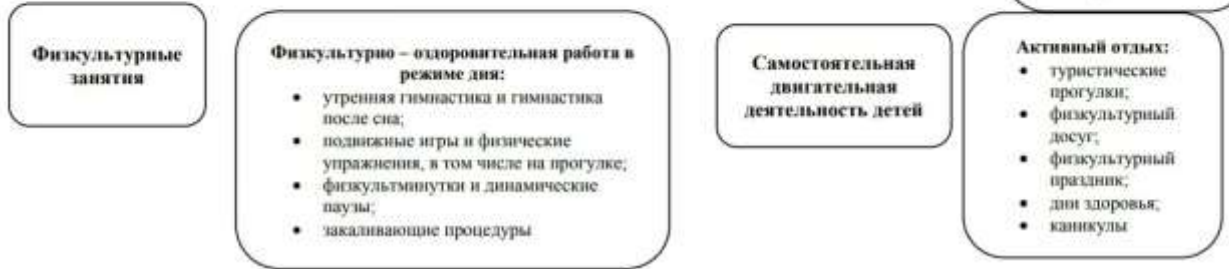 Физкультурные
занятия
Физкультурно – оздоровительная работа в
режиме дня:
• утренняя гимнастика и гимнастика
после сна;
• подвижные игры и физические
упражнения, в том числе на прогулке;
• физкультминутки и динамические
паузы;
• закаливающие процедуры
Самостоятельная
двигательная
деятельность детей
Активный отдых:
• туристические
прогулки;
• физкультурный
досуг;
• физкультурный
праздник;
• дни здоровья;
• каникулы